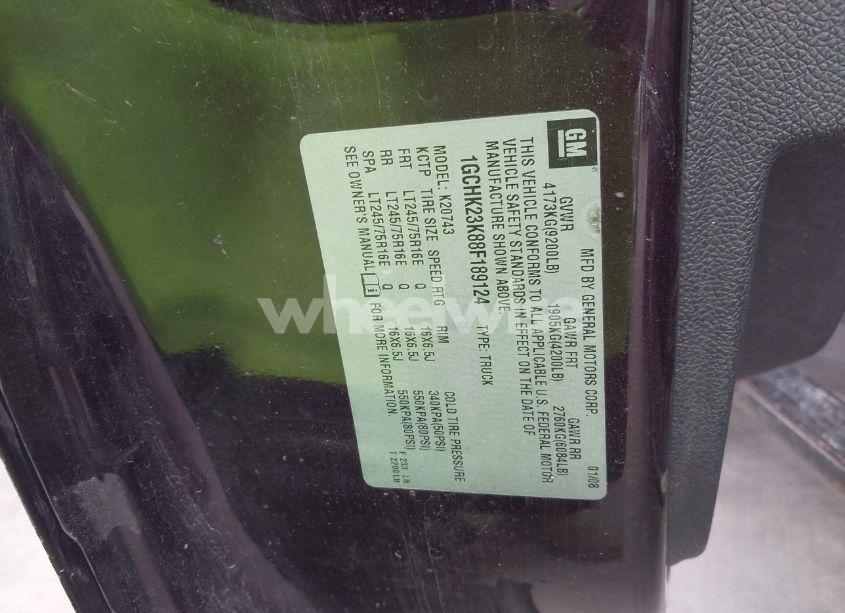 GM
MFD BY GENERAL MOTORS CORP. 01/08
GVWR GAWR FRT GAWR RR
4173KG(9200LB) 1905KG(4200LB) 2760KG(6084LB)
THIS VEHICLE CONFORMS TO ALL APPLICABLE U.S. FEDERAL MOTOR
VEHICLE SAFETY STANDARDS IN EFFECT ON THE DATE OF
MANUFACTURE SHOWN ABOVE.
1GCHK23K88F189124 TYPE: TRUCK
MODEL: K20743
KCTP TIRE SIZE SPEED RTG RIM COLD TIRE PRESSURE
FRT LT245/75R16E Q 16X6.5J 340KPA(50PSI)
RR LT245/75R16E Q 16X6.5J 550KPA(80PSI)
SPA LT245/75R16E Q 16X6.5J 550KPA(80PSI)
SEE OWNER'S MANUAL FOR MORE INFORMATION.
T 2200LB